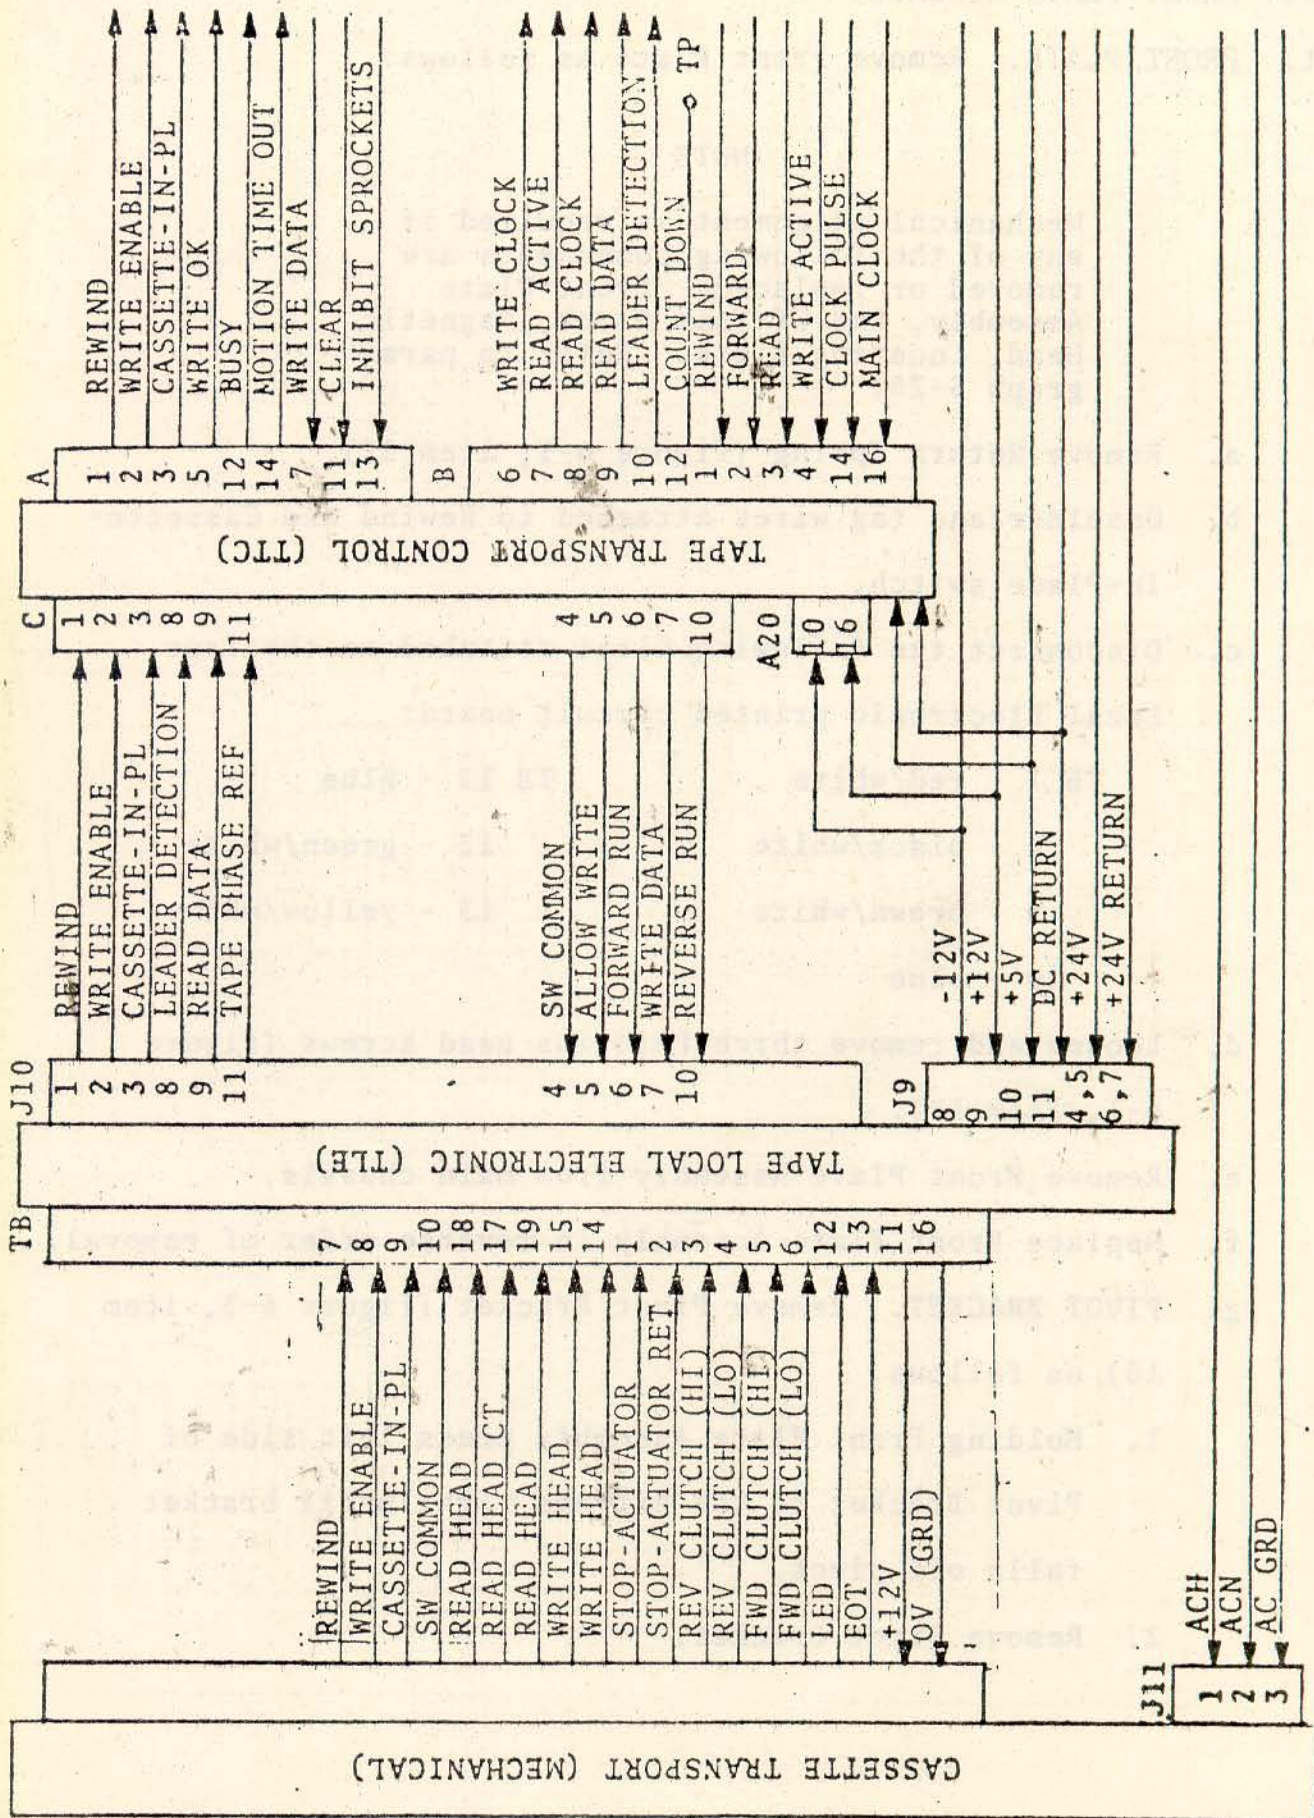 CASSETTE TRANSPORT (MECHANICAL)
REWIND
WRITE ENABLE
CASSETTE-IN-PL
SW COMMON
READ HEAD
READ HEAD CT
READ HEAD
WRITE HEAD
WRITE HEAD
STOP-ACTUATOR
STOP-ACTUATOR RET
REV CLUTCH (HI)
REV CLUTCH (LO)
FWD CLUTCH (HI)
FWD CLUTCH (LO)
LED
EOT
+12V
OV (GRD)
J11
1 ACH
2 ACN
3 AC GRD
TB
7
8
9
10
18
17
19
15
14
1
2
3
4
5
6
12
13
11
16
TAPE LOCAL ELECTRONIC (TLE)
J10
1 REWIND
2 WRITE ENABLE
3 CASSETTE-IN-PL
8 LEADER DETECTION
9 READ DATA
11 TAPE PHASE REF
4 SW COMMON
5 ALLOW WRITE
6 FORWARD RUN
7 WRITE DATA
10 REVERSE RUN
J9
8 -12V
9 +12V
10 +5V
11 DC RETURN
4,5 +24V
6,7 +24V RETURN
C
1
2
3
8
9
11
4
5
6
7
10
A20
10
6
TAPE TRANSPORT CONTROL (TTC)
A
1 REWIND
2 WRITE ENABLE
3 CASSETTE-IN-PL
5 WRITE OK
12 BUSY
14 MOTION TIME OUT
7 WRITE DATA
11 CLEAR
13 INHIBIT SPROCKETS
B
6 WRITE CLOCK
7 READ ACTIVE
8 READ CLOCK
9 READ DATA
10 LEADER DETECTION
12 COUNT DOWN TP
1 REWIND
2 FORWARD
3 READ
4 WRITE ACTIVE
14 CLOCK PULSE
16 MAIN CLOCK